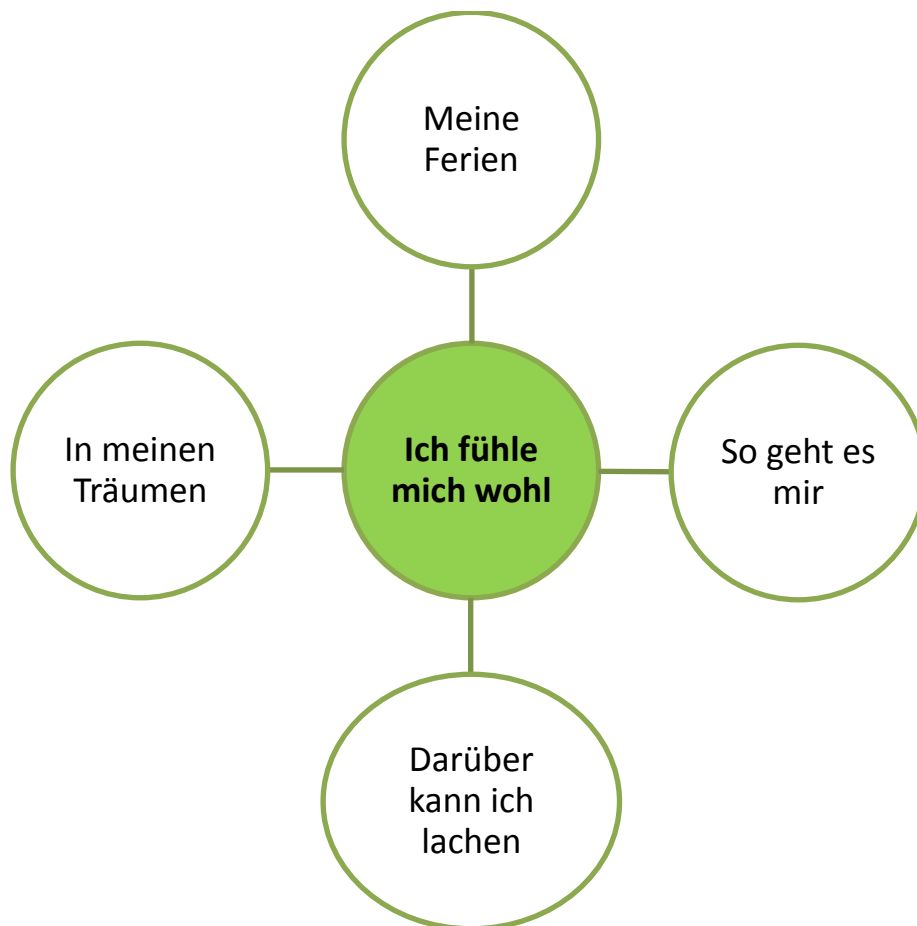 Meine
Ferien
In meinen
Träumen
Ich fühle
mich wohl
So geht es
mir
Darüber
kann ich
lachen